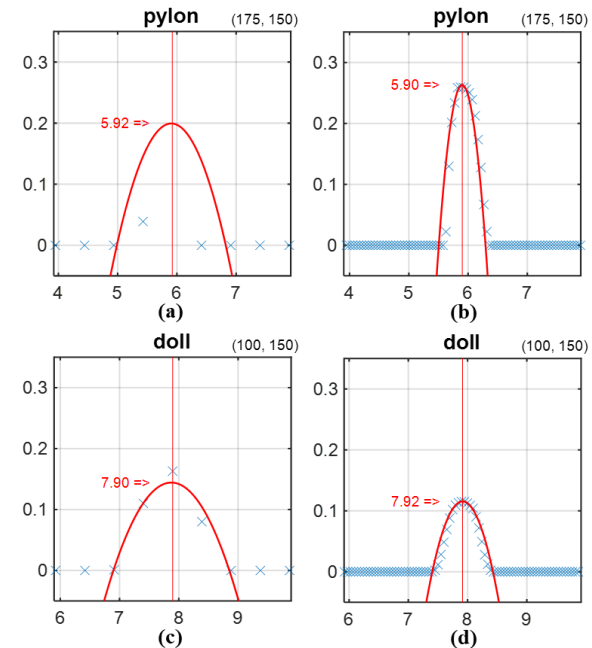 pylon (175, 150)
0.3
0.2
5.92 =>
0.1
0
4 5 6 7
(a)
pylon (175, 150)
0.3
5.90 =>
0.2
0.1
0
4 5 6 7
(b)
doll (100, 150)
0.3
0.2
7.90 =>
0.1
0
6 7 8 9
(c)
doll (100, 150)
0.3
0.2
7.92 =>
0.1
0
6 7 8 9
(d)